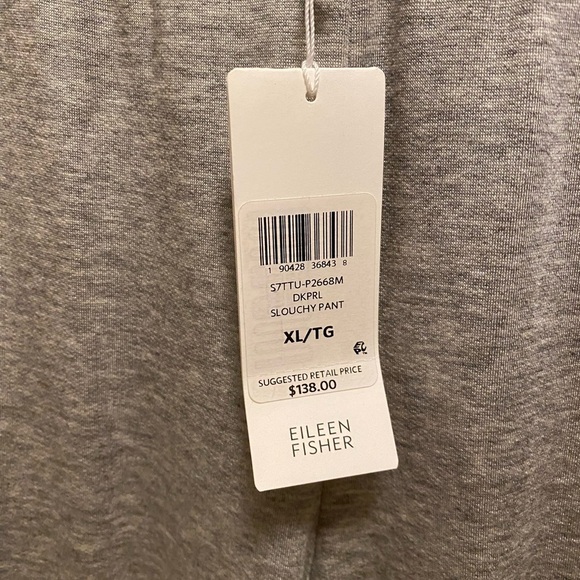 1 90428 36843 8
S7TTU-P2668M
DKPRL
SLOUCHY PANT
XL/TG
SUGGESTED RETAIL PRICE
$138.00
EILEEN
FISHER